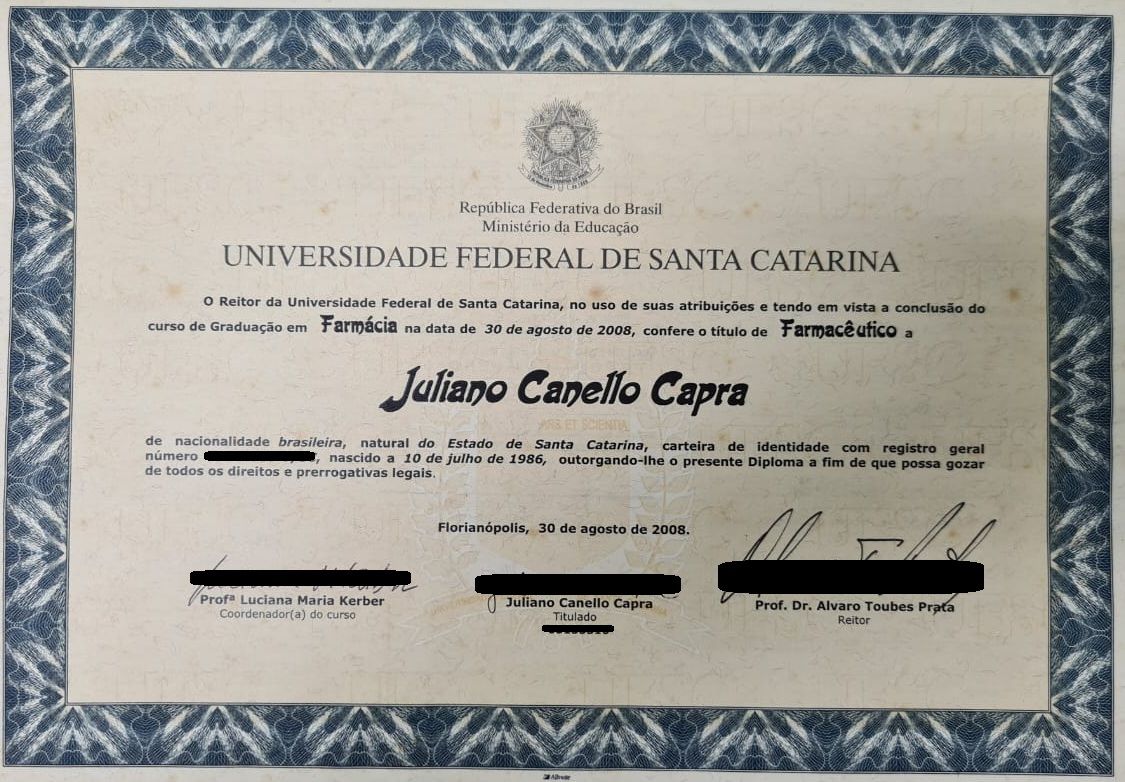 República Federativa do Brasil
Ministério da Educação
UNIVERSIDADE FEDERAL DE SANTA CATARINA
O Reitor da Universidade Federal de Santa Catarina, no uso de suas atribuições e tendo em vista a conclusão do
curso de Graduação em Farmácia na data de 30 de agosto de 2008, confere o título de Farmacêutico a
Juliano Canello Capra
ARS ET SCIENTIA
de nacionalidade brasileira, natural do Estado de Santa Catarina, carteira de identidade com registro geral
número , nascido a 10 de julho de 1986, outorgando-lhe o presente Diploma a fim de que possa gozar
de todos os direitos e prerrogativas legais.
Florianópolis, 30 de agosto de 2008.
Profª Luciana Maria Kerber
Coordenador(a) do curso
Juliano Canello Capra
Titulado
Prof. Dr. Alvaro Toubes Prata
Reitor